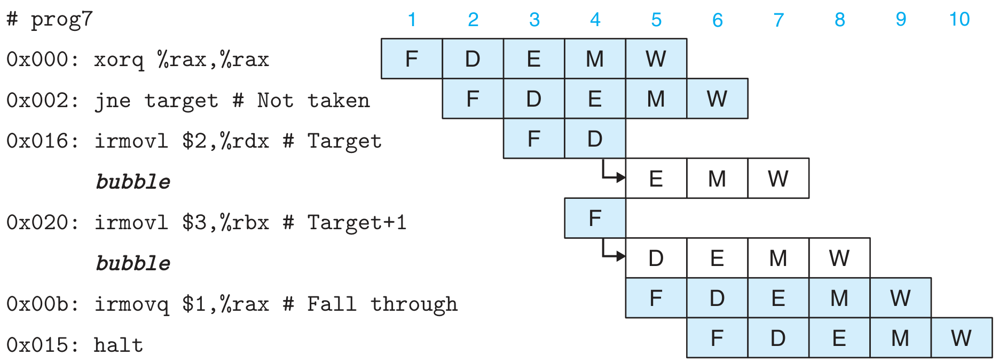 # prog7 1 2 3 4 5 6 7 8 9 10
0x000: xorq %rax,%rax F D E M W
0x002: jne target # Not taken F D E M W
0x016: irmovl $2,%rdx # Target F D
bubble E M W
0x020: irmovl $3,%rbx # Target+1 F
bubble D E M W
0x00b: irmovq $1,%rax # Fall through F D E M W
0x015: halt F D E M W